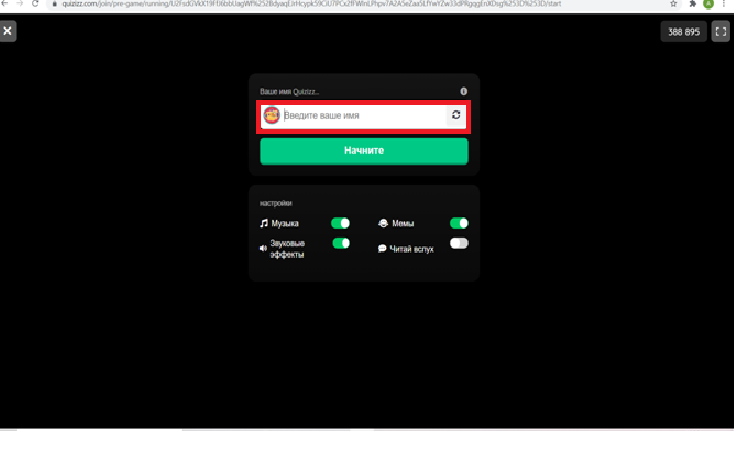 388 895
Ваше имя Quizizz...
Введите ваше имя
Начните
настройки
Музыка
Мемы
Звуковые
эффекты
Читай вслух